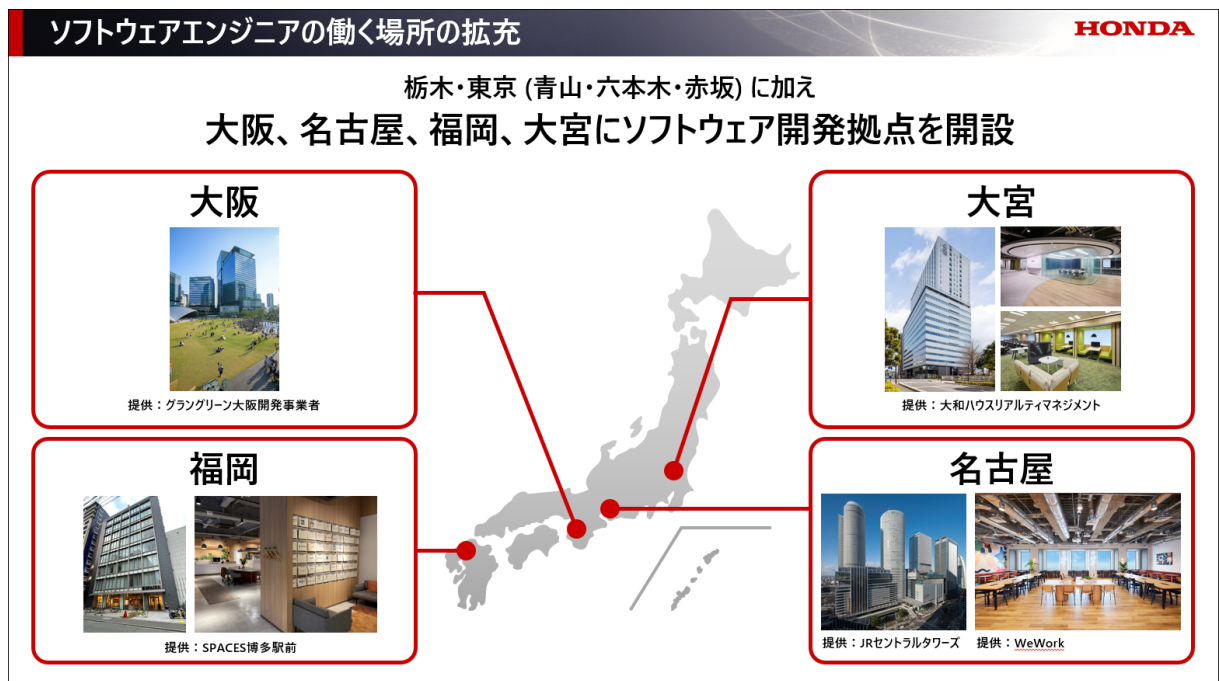 ソフトウェアエンジニアの働く場所の拡充
HONDA
栃木・東京 (青山・六本木・赤坂) に加え
大阪、名古屋、福岡、大宮にソフトウェア開発拠点を開設
大阪
提供：グラングリーン大阪開発事業者
大宮
提供：大和ハウスリアルティマネジメント
福岡
提供：SPACES博多駅前
名古屋
提供：JRセントラルタワーズ
提供：WeWork